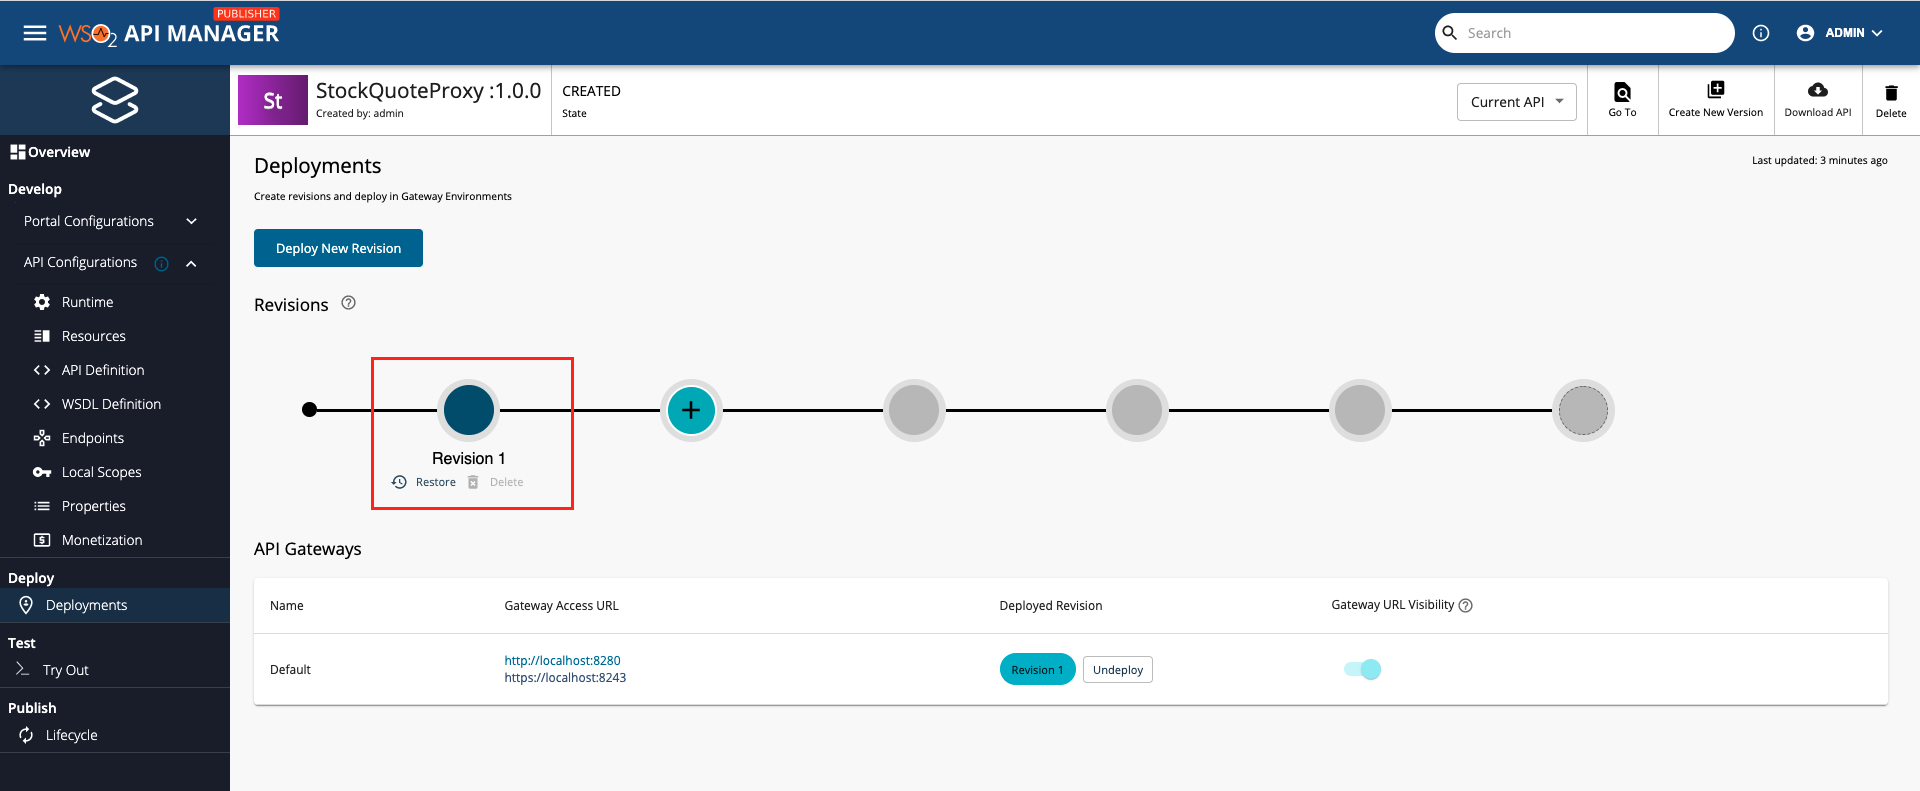 PUBLISHER
WSO2 API MANAGER
Search
ADMIN
St
StockQuoteProxy :1.0.0
Created by: admin
CREATED
State
Current API
Go To
Create New Version
Download API
Delete
Overview
Develop
Portal Configurations
API Configurations
Runtime
Resources
API Definition
WSDL Definition
Endpoints
Local Scopes
Properties
Monetization
Deploy
Deployments
Test
Try Out
Publish
Lifecycle
Deployments
Last updated: 3 minutes ago
Create revisions and deploy in Gateway Environments
Deploy New Revision
Revisions
+
Revision 1
Restore Delete
API Gateways
Name Gateway Access URL Deployed Revision Gateway URL Visibility
Default http://localhost:8280 Revision 1 Undeploy
https://localhost:8243